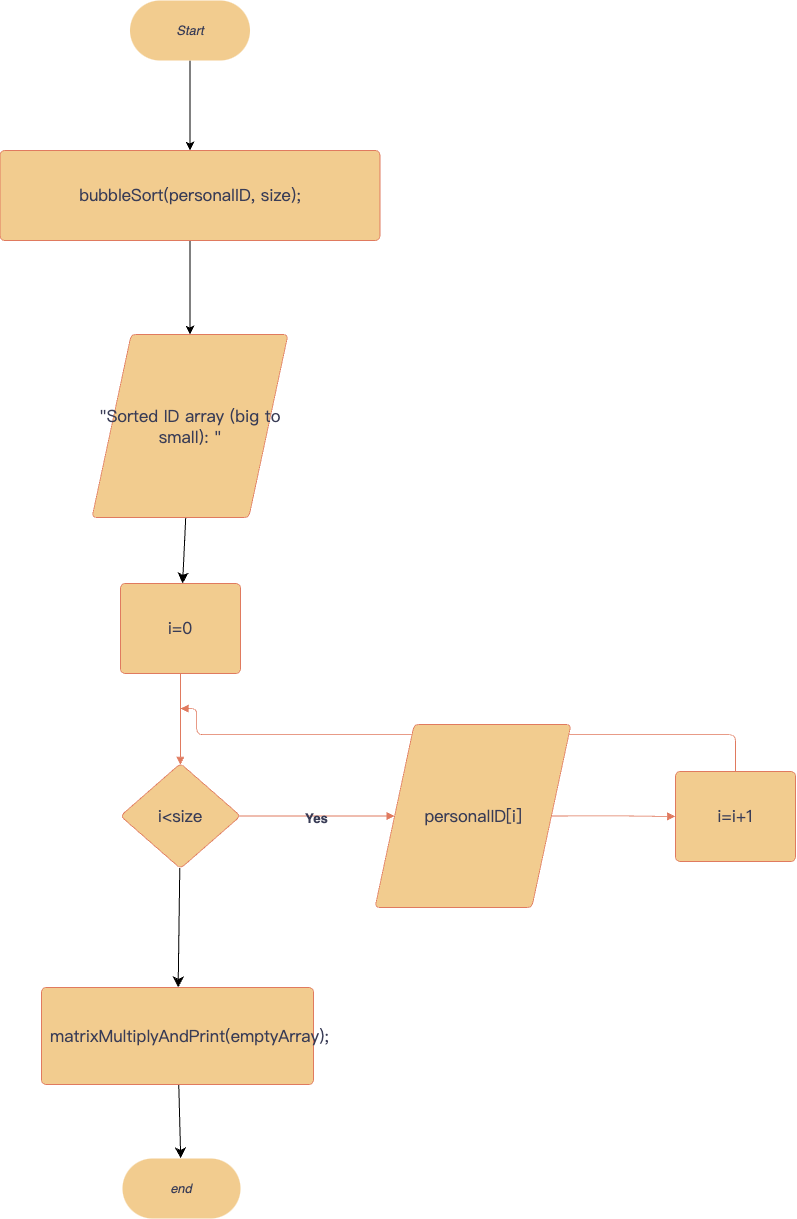 Start
bubbleSort(personalID, size);
"Sorted ID array (big to
small): "
i=0
i<size
Yes
personalID[i]
i=i+1
matrixMultiplyAndPrint(emptyArray);
end